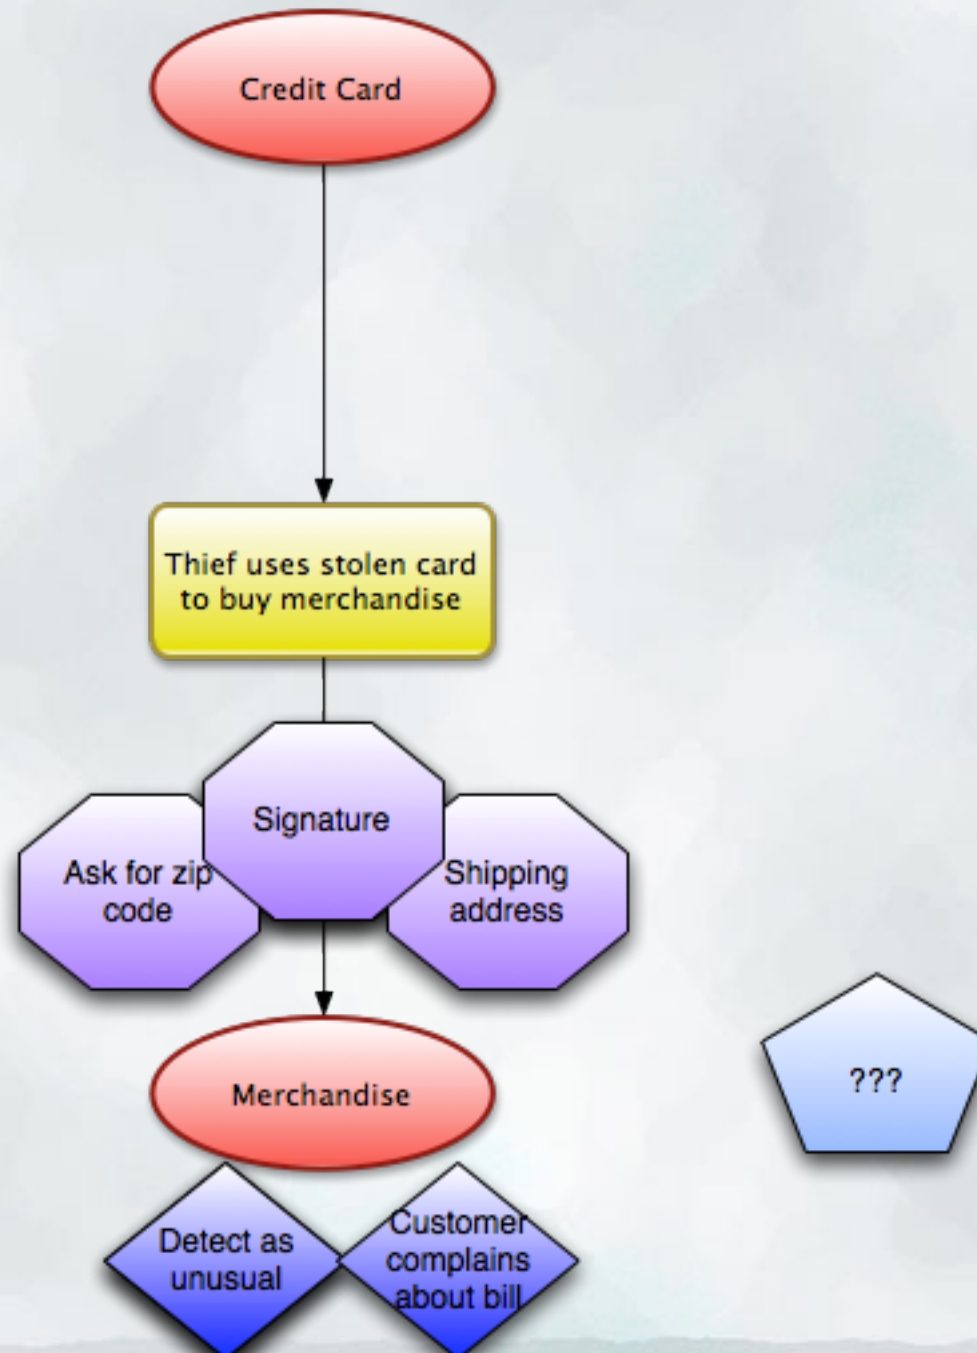 Credit Card
Thief uses stolen card
to buy merchandise
Signature
Ask for zip
code
Shipping
address
Merchandise
???
Detect as
unusual
Customer
complains
about bill